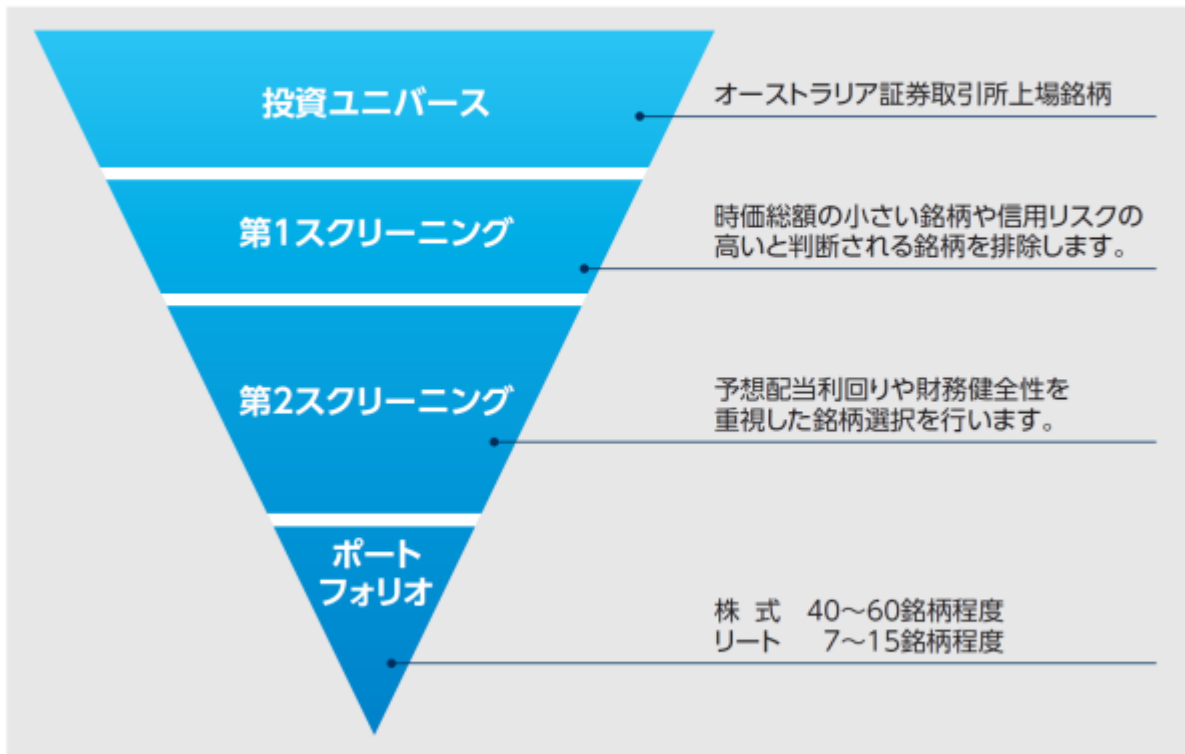 投資ユニバース
オーストラリア証券取引所上場銘柄
第1スクリーニング
時価総額の小さい銘柄や信用リスクの
高いと判断される銘柄を排除します。
第2スクリーニング
予想配当利回りや財務健全性を
重視した銘柄選択を行います。
ポート
フォリオ
株 式 40～60銘柄程度
リート 7～15銘柄程度